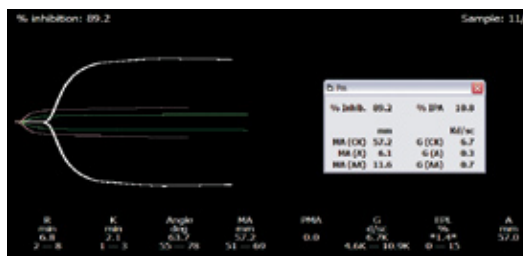 % inhibition: 89.2 Sample: 11/
% Inhib. 89.2 % IPA 10.8
mm Kd/sc
MA (CK) 57.2 G (CK) 6.7
MA (A) 6.1 G (A) 0.3
MA (AA) 11.6 G (AA) 0.7
R K Angle MA PMA G EPL A
min min deg mm d/sc % mm
6.8 2.1 63.7 57.2 0.0 6.7K *1.4* 57.0
2 — 8 1 — 3 55 — 78 51 — 69 4.6K — 10.9K 0 — 15